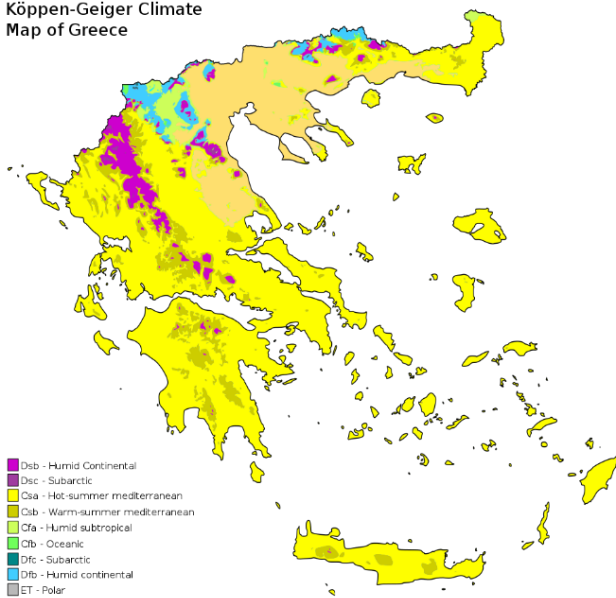 Köppen-Geiger Climate
Map of Greece
Dsb - Humid Continental
Dsc - Subarctic
Csa - Hot-summer mediterranean
Csb - Warm-summer mediterranean
Cfa - Humid subtropical
Cfb - Oceanic
Dfc - Subarctic
Dfb - Humid continental
ET - Polar